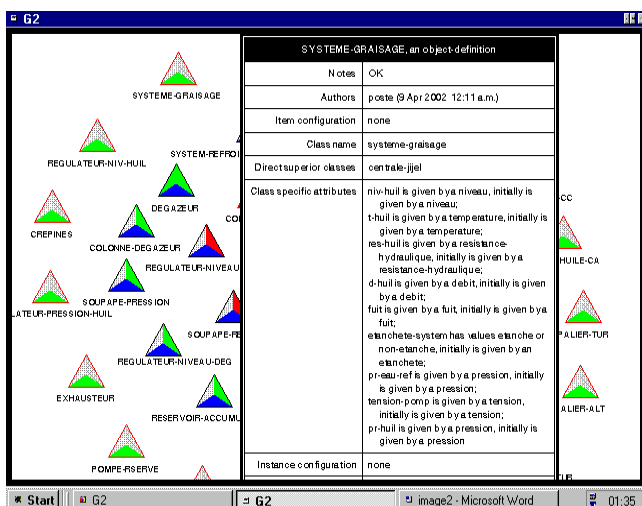 G2
SYSTEME-GRAISAGE
REGULATEUR-NIV-HUIL
SYSTEM-REFROI
DEGAZEUR
CREPINES
COLONNE-DEGAZEUR
CO
REGULATEUR-NIVEAU
SOUPAPE-PRESSION
LATEUR-PRESSION-HUIL
SOUPAPE-RE
REGULATEUR-NIVEAU-DEG
EXHAUSTEUR
RESERVOIR-ACCUMU
POMPE-RSERVE
SYSTEME-GRAISAGE, an object-definition
Notes OK
Authors poste (9 Apr 2002 12:11 a.m.)
Item configuration none
Class name systeme-graisage
Direct superior classes centrale-jijel
Class specific attributes niv-huil is given by a niveau, initially is
given by a niveau;
t-huil is given by a temperature, initially is
given by a temperature;
res-huil is given by a resistance-
hydraulique, initially is given by a
resistance-hydraulique;
d-huil is given by a debit, initially is given
by a debit;
fuit is given by a fuit, initially is given by a
fuit;
etanchete-system has values etanche or
non-etanche, initially is given by an
etanchete;
pr-eau-ref is given by a pression, initially
is given by a pression;
tension-pomp is given by a tension,
initially is given by a tension;
pr-huil is given by a pression, initially is
given by a pression
Instance configuration none
-CC
HUILE-CA
PALIER-TUR
ALIER-ALT
Start
G2
G2
image2 - Microsoft Word
01:35